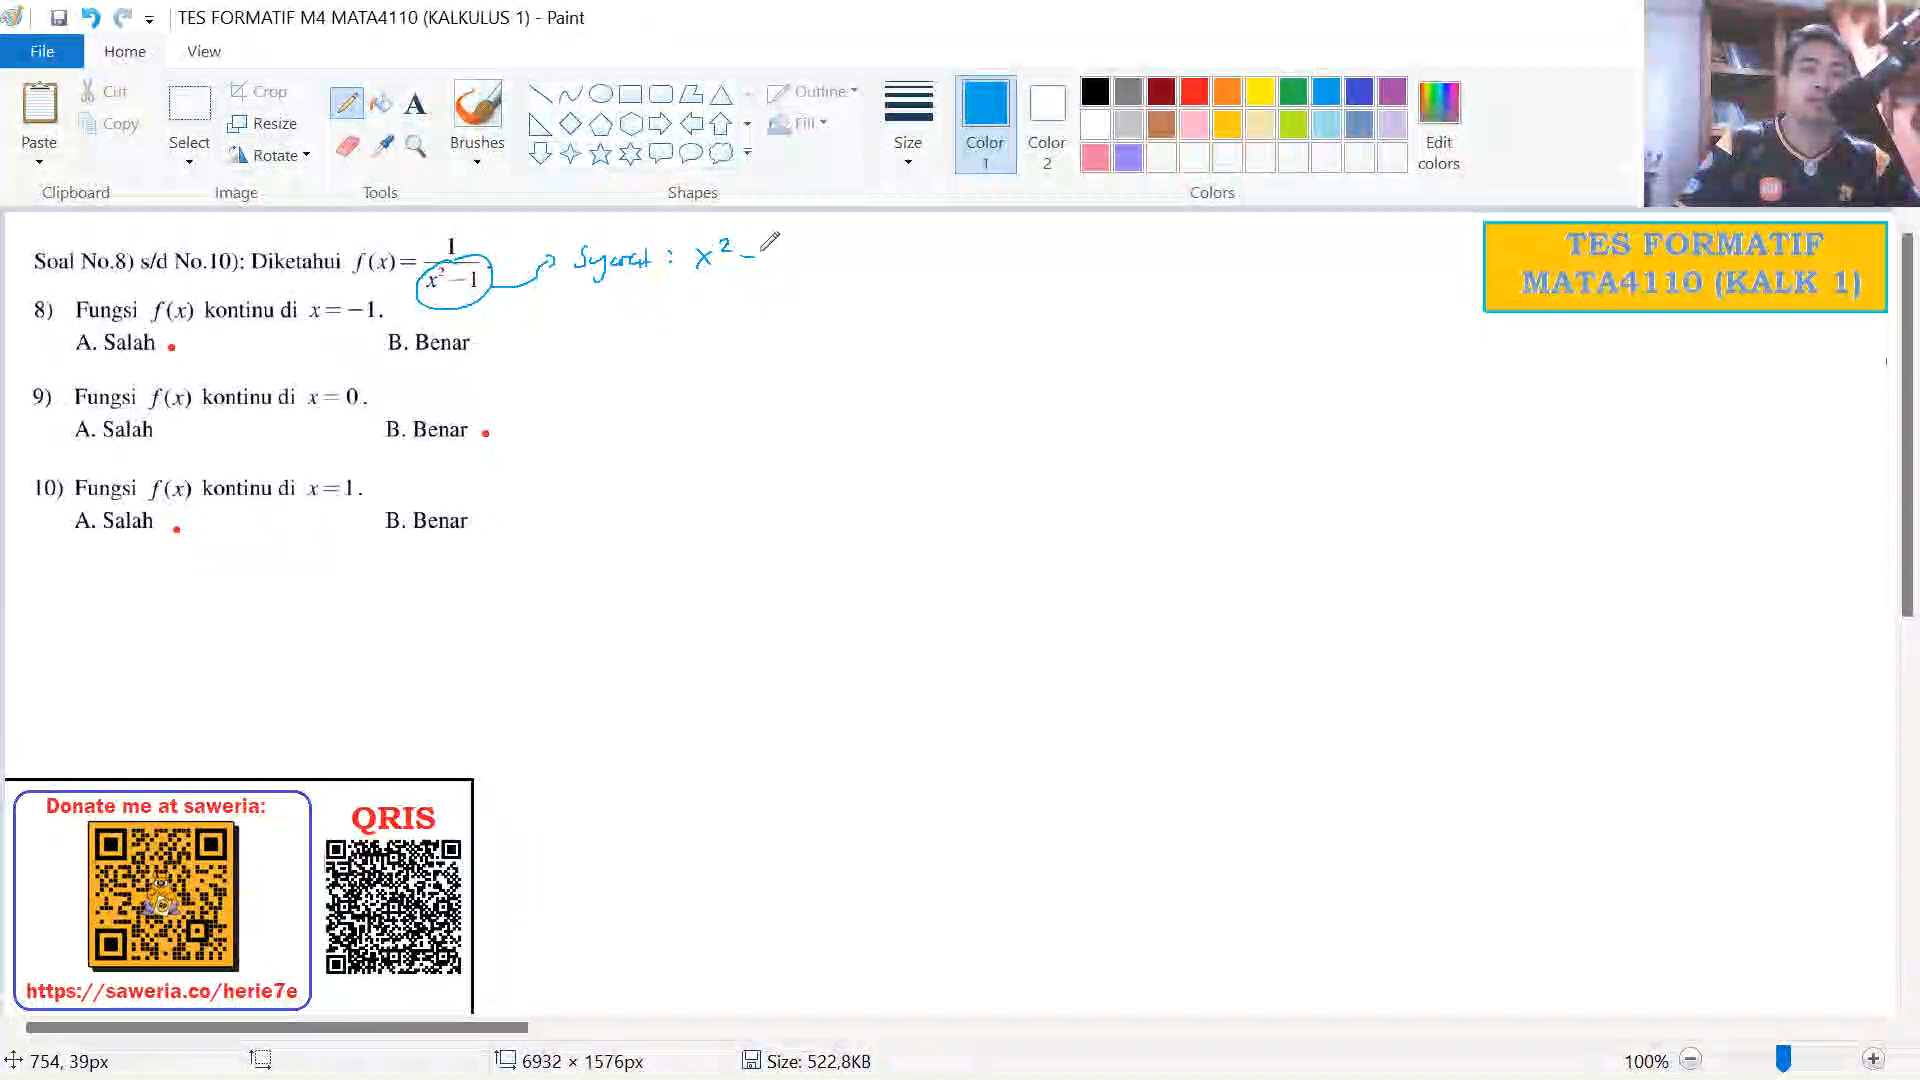 TES FORMATIF M4 MATA4110 (KALKULUS 1) - Paint
File Home View
Paste
Cut
Copy
Clipboard
Select
Crop
Resize
Rotate
Image
Tools
Brushes
Shapes
Outline
Fill
Size
Color 1
Color 2
Edit colors
Colors
TES FORMATIF
MATA4110 (KALK 1)
Soal No.8) s/d No.10): Diketahui f(x) = 1 / (x² − 1) Syarat : x² −
8) Fungsi f(x) kontinu di x = −1.
A. Salah B. Benar
9) Fungsi f(x) kontinu di x = 0.
A. Salah B. Benar
10) Fungsi f(x) kontinu di x = 1.
A. Salah B. Benar
Donate me at saweria:
https://saweria.co/herie7e
QRIS
754, 39px 6932 × 1576px Size: 522,8KB 100%